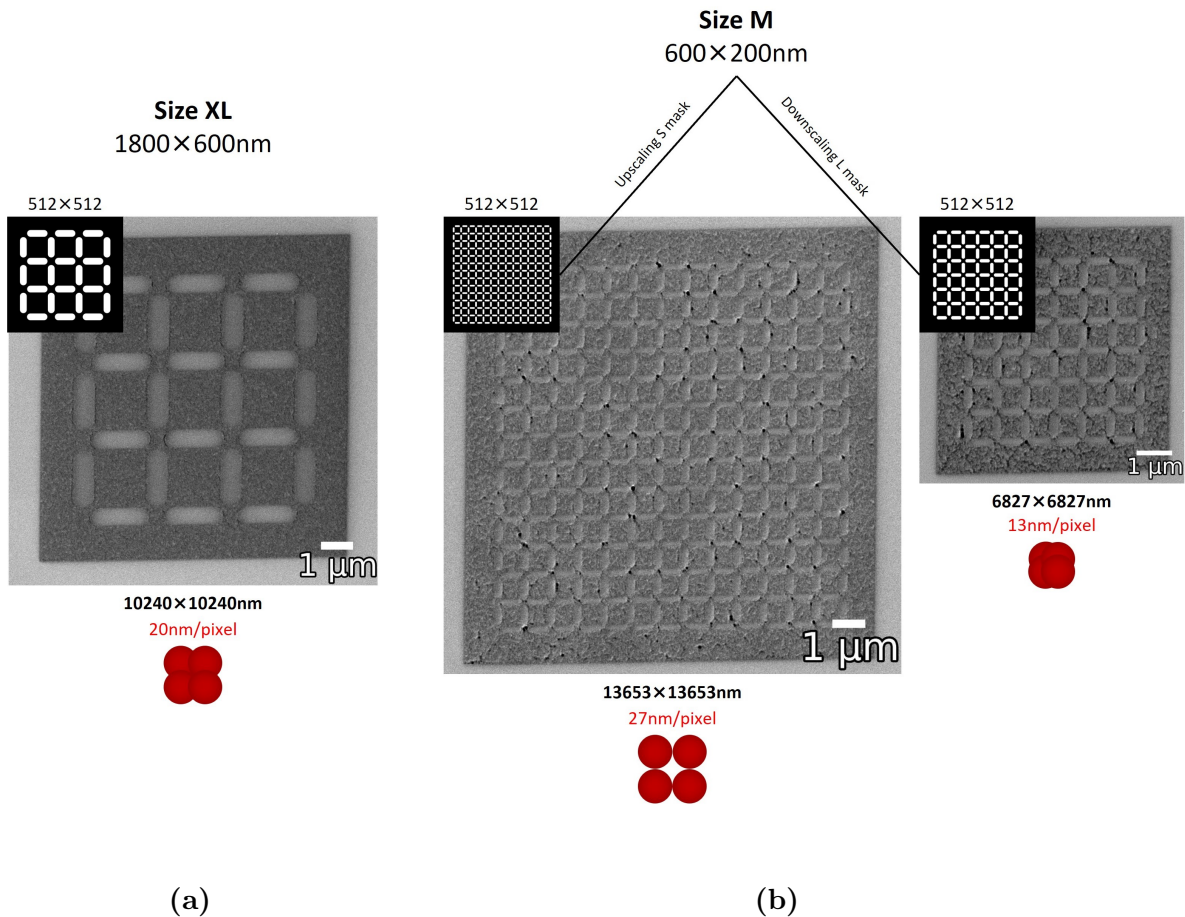 Size M
600×200nm
Size XL
1800×600nm
Upscaling S mask
Downscaling L mask
512×512
512×512
512×512
1 μm
1 μm
1 μm
10240×10240nm
20nm/pixel
13653×13653nm
27nm/pixel
6827×6827nm
13nm/pixel
(a)
(b)